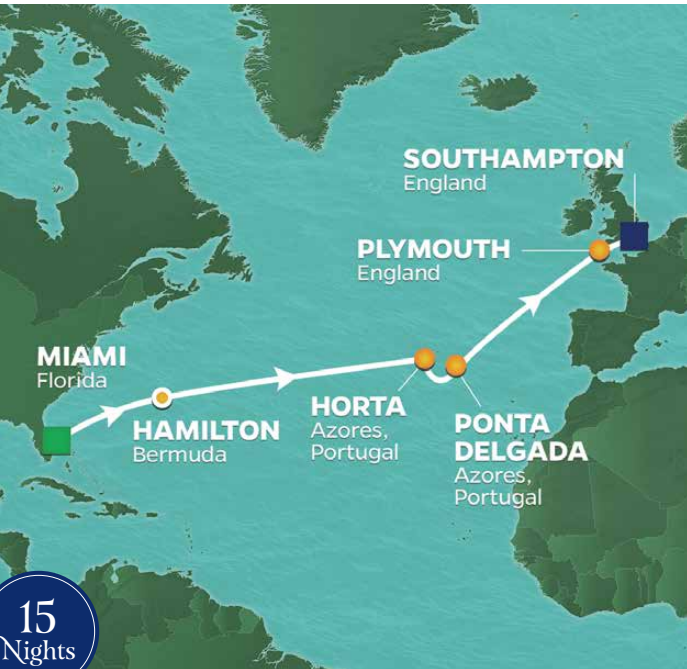 SOUTHAMPTON
England
PLYMOUTH
England
MIAMI
Florida
HAMILTON
Bermuda
HORTA
Azores,
Portugal
PONTA
DELGADA
Azores,
Portugal
15
Nights